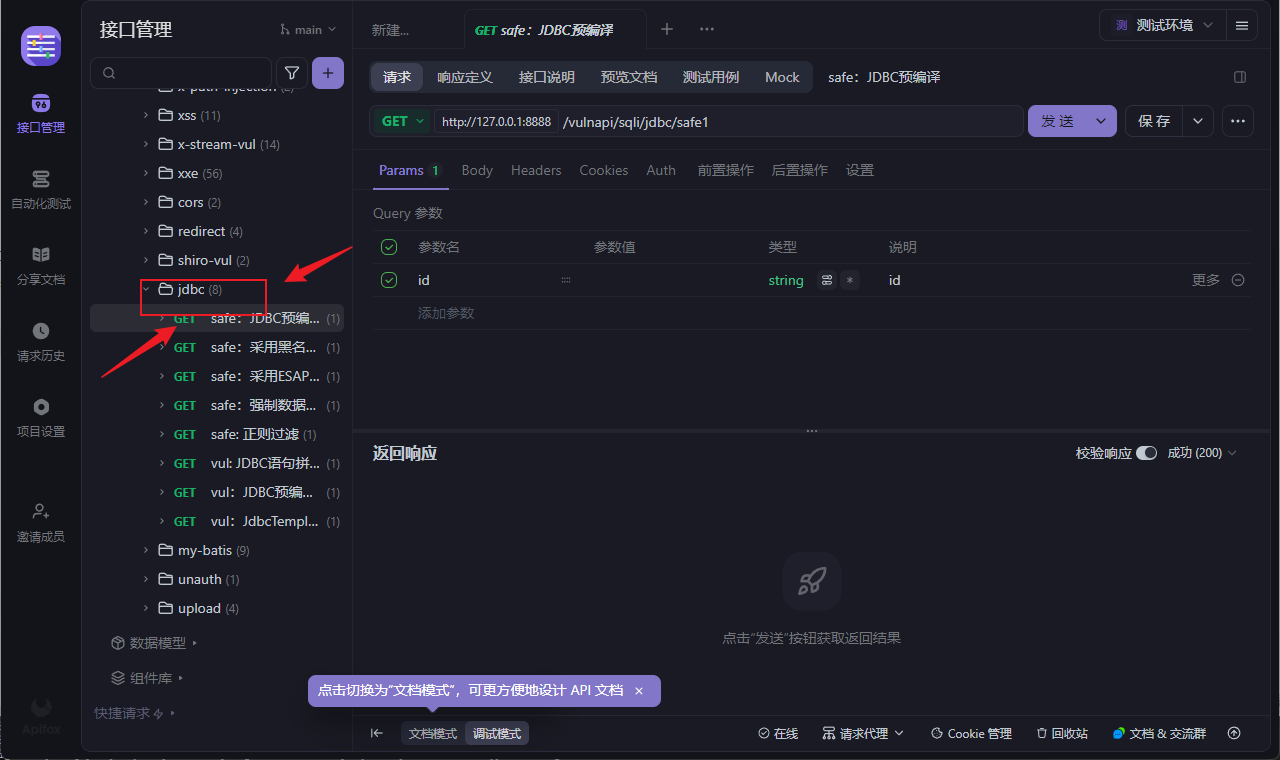 接口管理
main
新建...
GET safe：JDBC预编译
测 测试环境
接口管理
自动化测试
分享文档
请求历史
项目设置
邀请成员
Apifox
x-path-injection (2)
xss (11)
x-stream-vul (14)
xxe (56)
cors (2)
redirect (4)
shiro-vul (2)
jdbc (8)
GET safe：JDBC预编... (1)
GET safe：采用黑名... (1)
GET safe：采用ESAP... (1)
GET safe：强制数据... (1)
GET safe: 正则过滤 (1)
GET vul: JDBC语句拼... (1)
GET vul：JDBC预编... (1)
GET vul：JdbcTempl... (1)
my-batis (9)
unauth (1)
upload (4)
数据模型
组件库
快捷请求
请求 响应定义 接口说明 预览文档 测试用例 Mock safe：JDBC预编译
GET http://127.0.0.1:8888 /vulnapi/sqli/jdbc/safe1 发 送 保 存
Params 1 Body Headers Cookies Auth 前置操作 后置操作 设置
Query 参数
参数名 参数值 类型 说明
id string * id 更多
添加参数
返回响应 校验响应 成功 (200)
点击“发送”按钮获取返回结果
点击切换为“文档模式”，可更方便地设计 API 文档 ×
文档模式 调试模式 在线 请求代理 Cookie 管理 回收站 文档 & 交流群